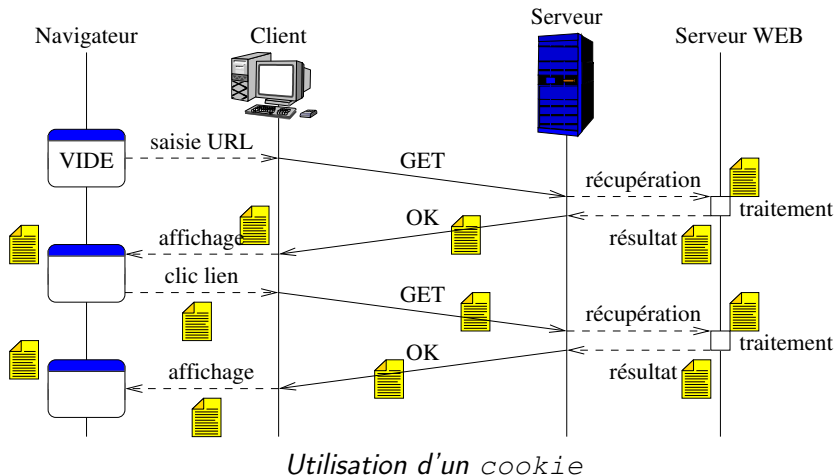 Serveur
Navigateur
Client
Serveur WEB
saisie URL
VIDE
GET
récupération
traitement
OK
affichage
résultat
clic lien
GET
récupération
traitement
OK
affichage
résultat
Utilisation d'un cookie